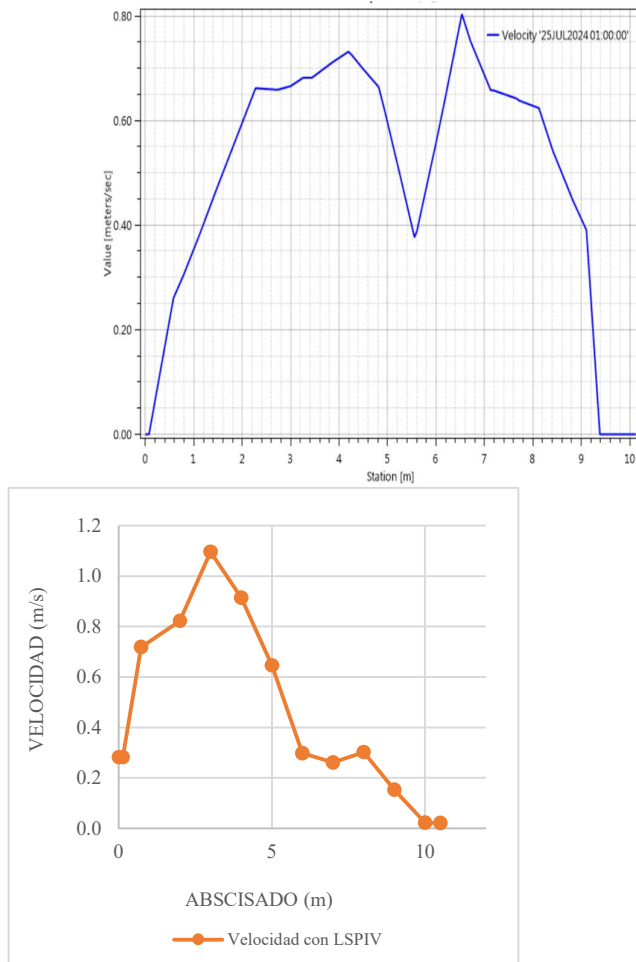 0.80
0.60
0.40
0.20
0.00
Value [meters/sec]
Velocity '25JUL2024 01:00:00'
0 1 2 3 4 5 6 7 8 9 10
Station [m]
1.2
1.0
0.8
0.6
0.4
0.2
0.0
VELOCIDAD (m/s)
0 5 10
ABSCISADO (m)
Velocidad con LSPIV